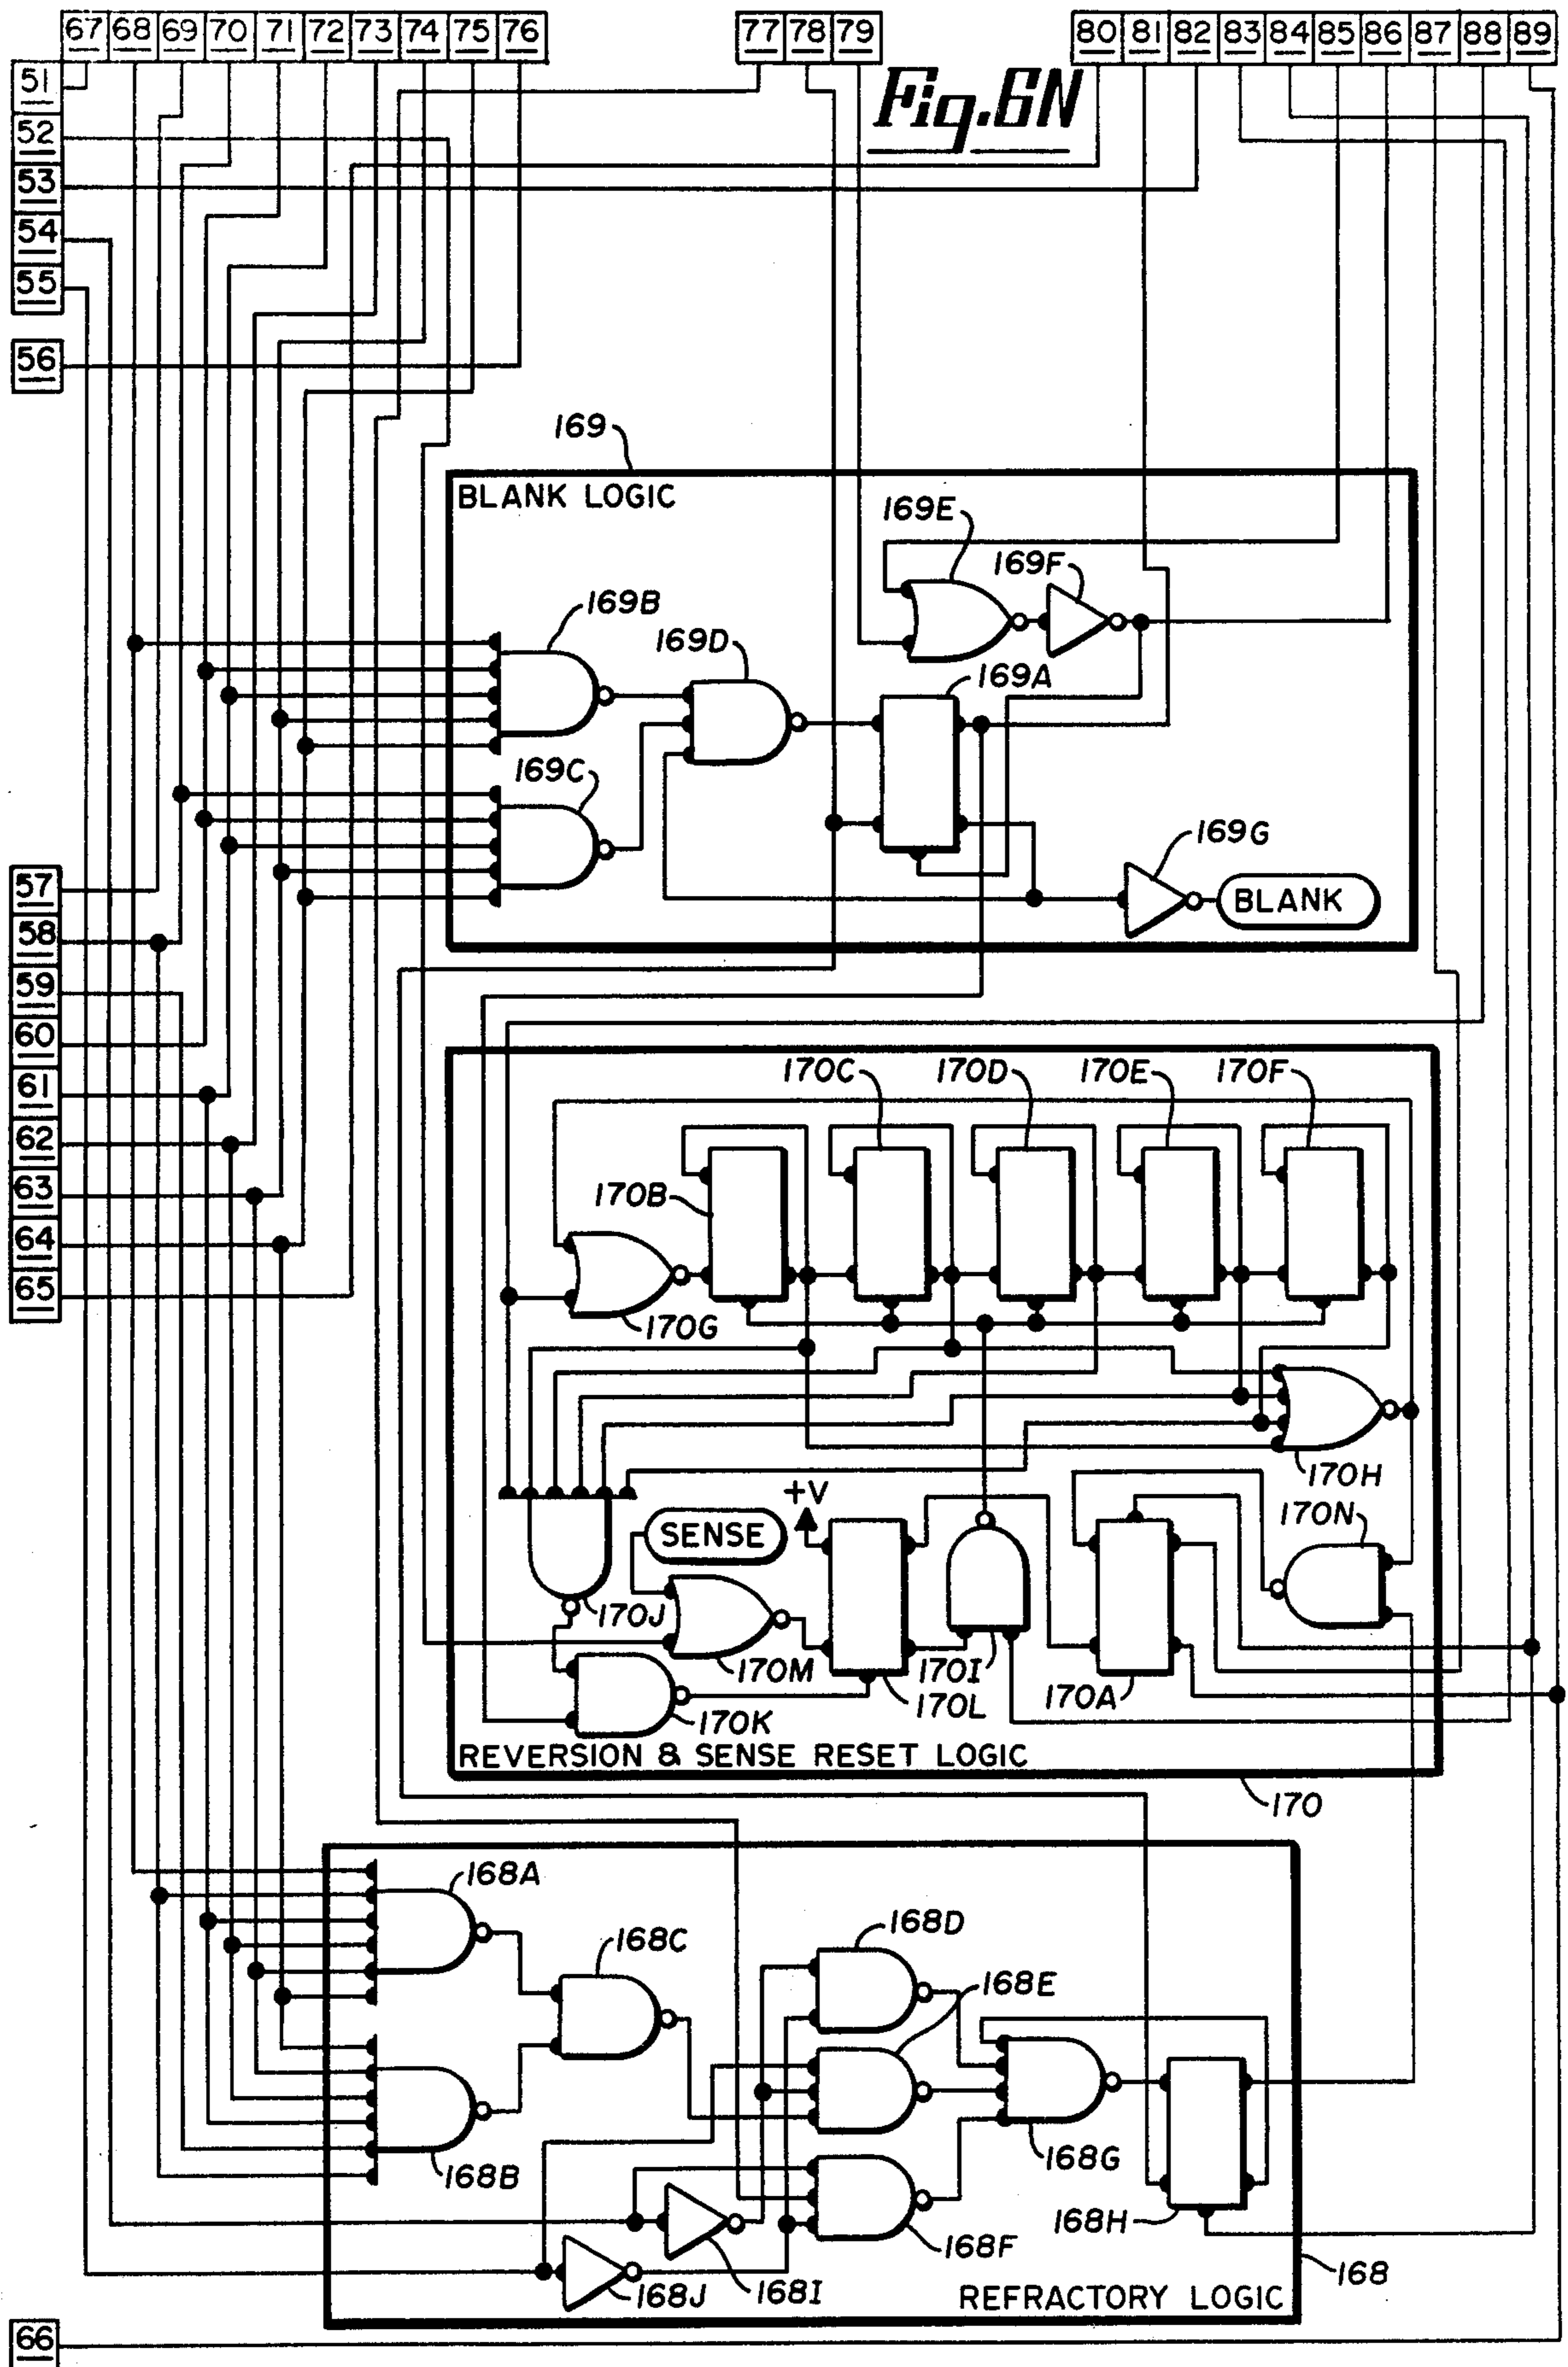 67 68 69 70 71 72 73 74 75 76 77 78 79 80 81 82 83 84 85 86 87 88 89
51
Fig. 6N
52
53
54
55
56
169
BLANK LOGIC
169E
169F
169B
169D
169A
169C
169G
BLANK
57
58
59
60
61
62
63
64
65
170C 170D 170E 170F
170B
170G
170H
+V
SENSE
170N
170J
170M
170I
170L
170A
170K
REVERSION & SENSE RESET LOGIC
170
168A
168C
168D
168E
168B
168G
168H
168F
168J
168I
168
REFRACTORY LOGIC
66